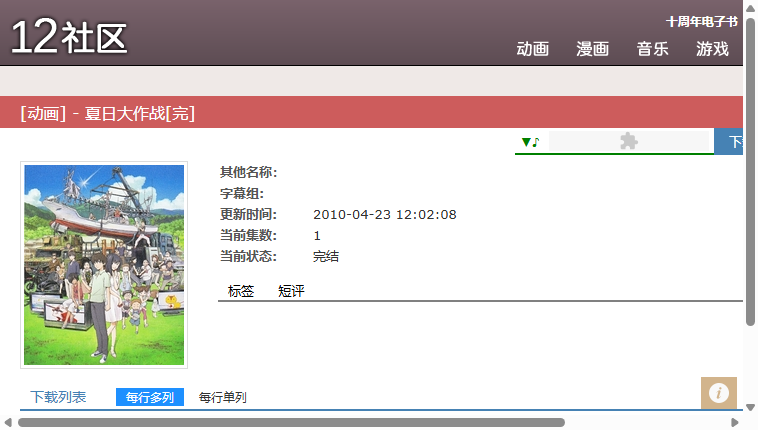 12社区
十周年电子书
动画 漫画 音乐 游戏
[动画] - 夏日大作战[完]
▼♪
其他名称：
字幕组：
更新时间： 2010-04-23 12:02:08
当前集数： 1
当前状态： 完结
标签 短评
下载列表 每行多列 每行单列